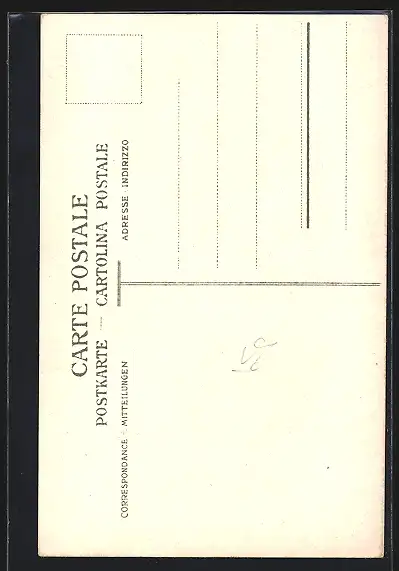 CARTE POSTALE
POSTKARTE — CARTOLINA POSTALE
CORRESPONDANCE - MITTEILUNGEN
ADRESSE - INDIRIZZO